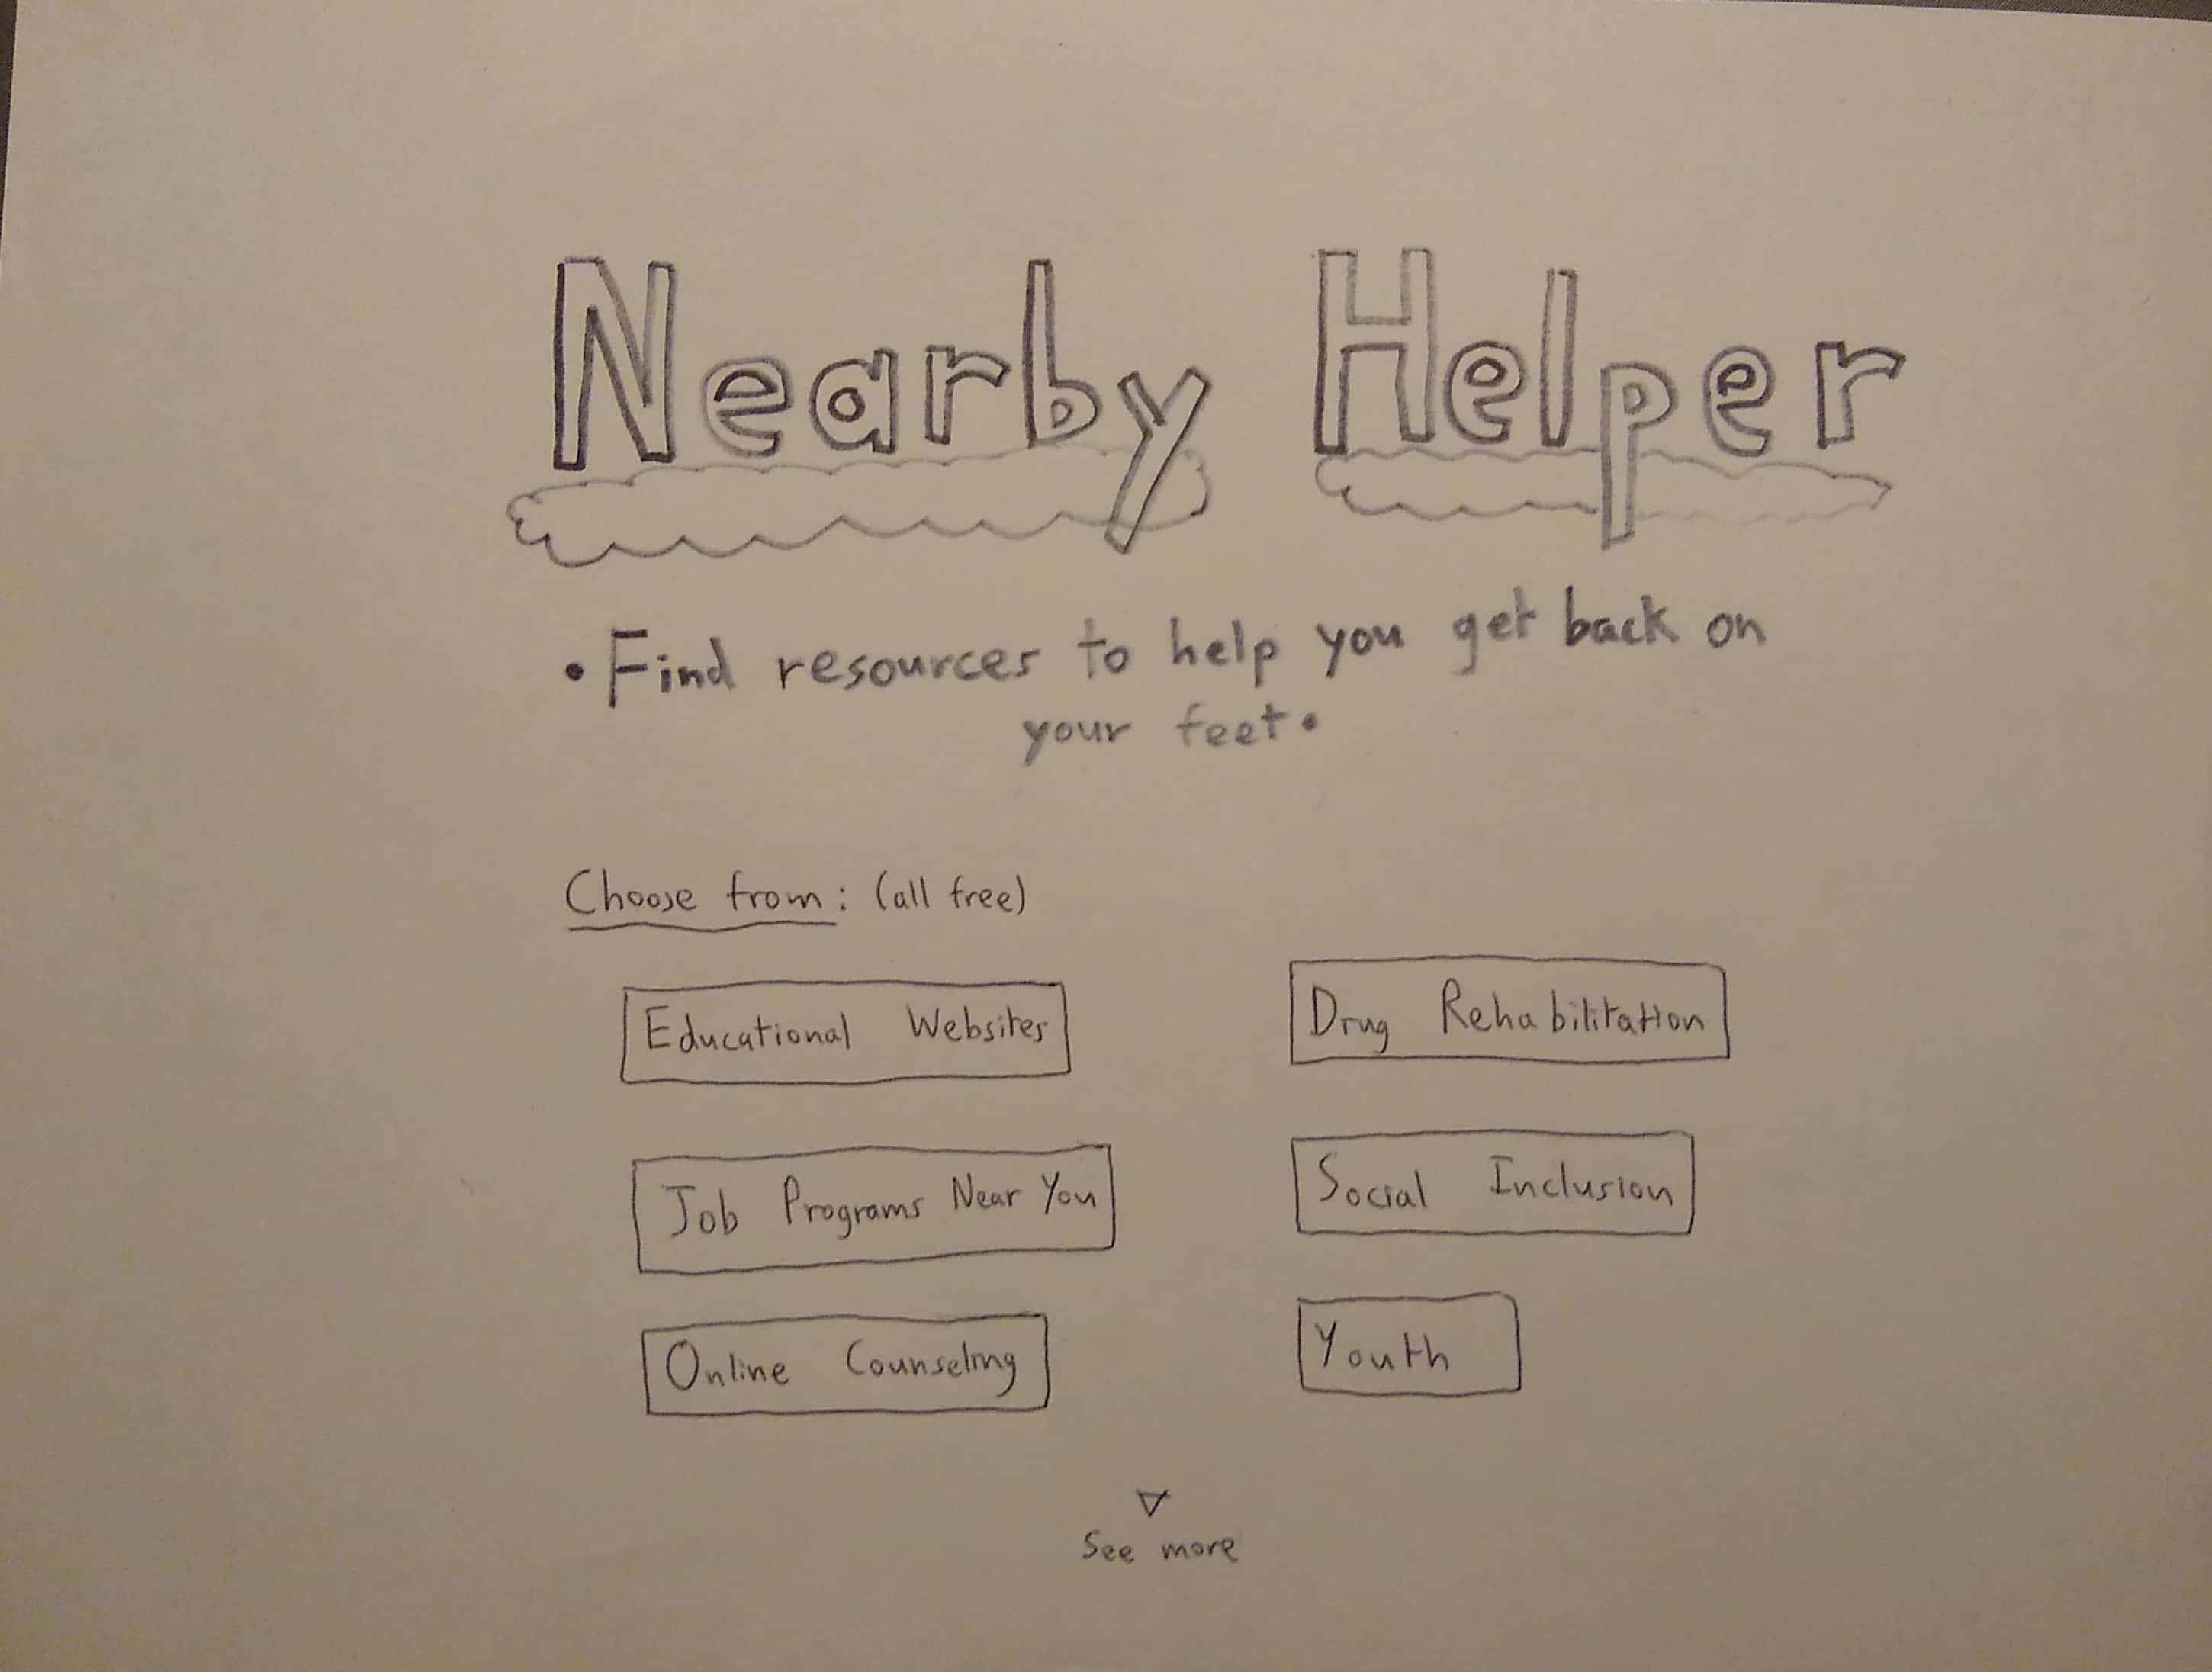 Nearby Helper
• Find resources to help you get back on
your feet •
Choose from: (all free)
Educational Websites
Drug Rehabilitation
Job Programs Near You
Social Inclusion
Online Counseling
Youth
See more